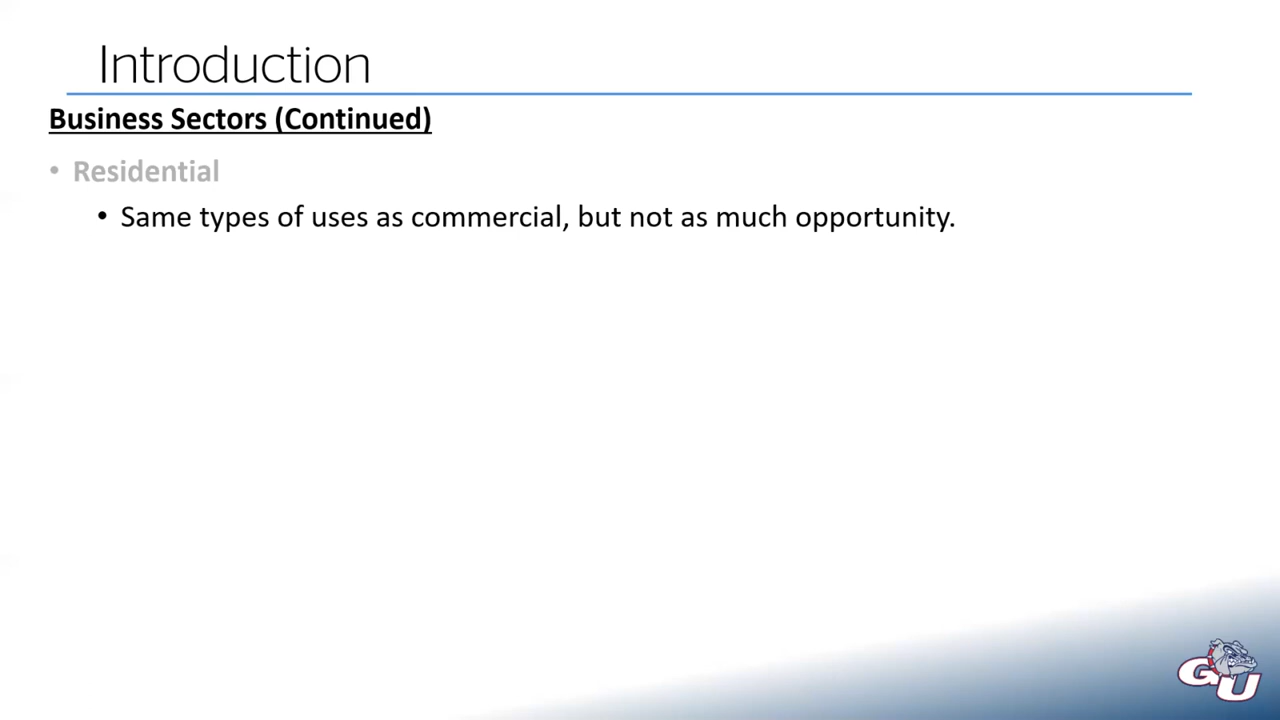 Introduction
Business Sectors (Continued)
• Residential
• Same types of uses as commercial, but not as much opportunity.
GU